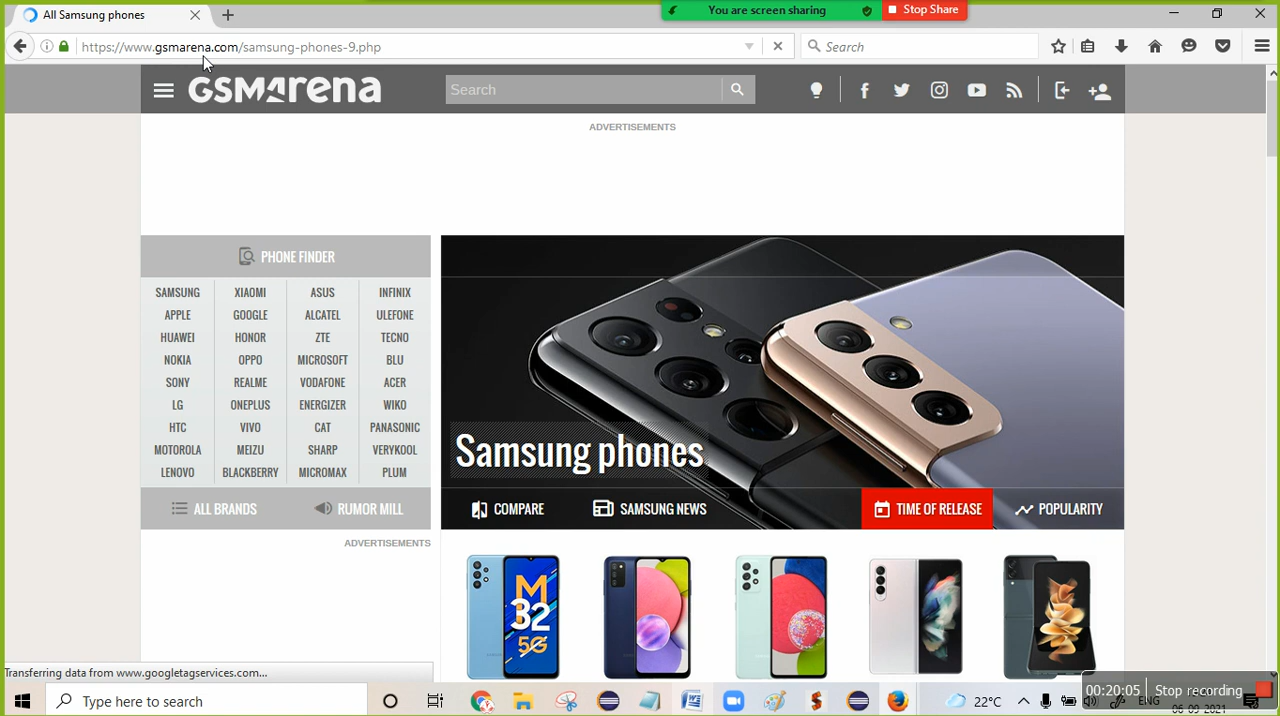 All Samsung phones
You are screen sharing
Stop Share
https://www.gsmarena.com/samsung-phones-9.php
Search
GSMArena
Search
ADVERTISEMENTS
PHONE FINDER
SAMSUNG XIAOMI ASUS INFINIX
APPLE GOOGLE ALCATEL ULEFONE
HUAWEI HONOR ZTE TECNO
NOKIA OPPO MICROSOFT BLU
SONY REALME VODAFONE ACER
LG ONEPLUS ENERGIZER WIKO
HTC VIVO CAT PANASONIC
MOTOROLA MEIZU SHARP VERYKOOL
LENOVO BLACKBERRY MICROMAX PLUM
ALL BRANDS RUMOR MILL
Samsung phones
COMPARE SAMSUNG NEWS TIME OF RELEASE POPULARITY
ADVERTISEMENTS
M
32
5G
Transferring data from www.googletagservices.com...
Type here to search
22°C
ENG
06-09-2021
00:20:05 Stop recording